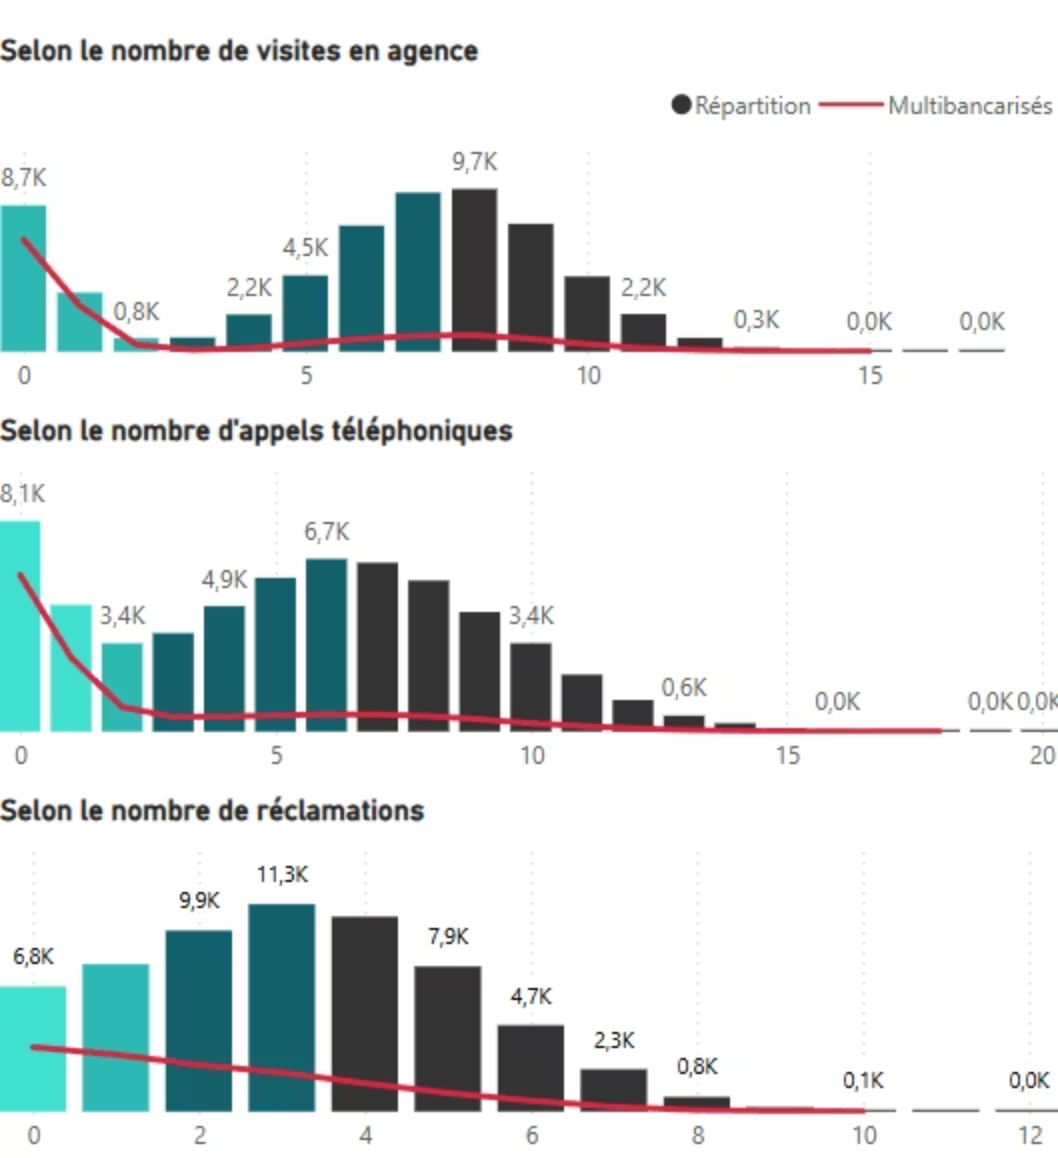 Selon le nombre de visites en agence
Répartition Multibancarisés
9,7K
8,7K
4,5K
2,2K 2,2K
0,8K 0,3K 0,0K 0,0K
0 5 10 15
Selon le nombre d'appels téléphoniques
8,1K
6,7K
4,9K
3,4K 3,4K
0,6K 0,0K 0,0K 0,0K
0 5 10 15 20
Selon le nombre de réclamations
11,3K
9,9K
7,9K
6,8K
4,7K
2,3K
0,8K 0,1K 0,0K
0 2 4 6 8 10 12